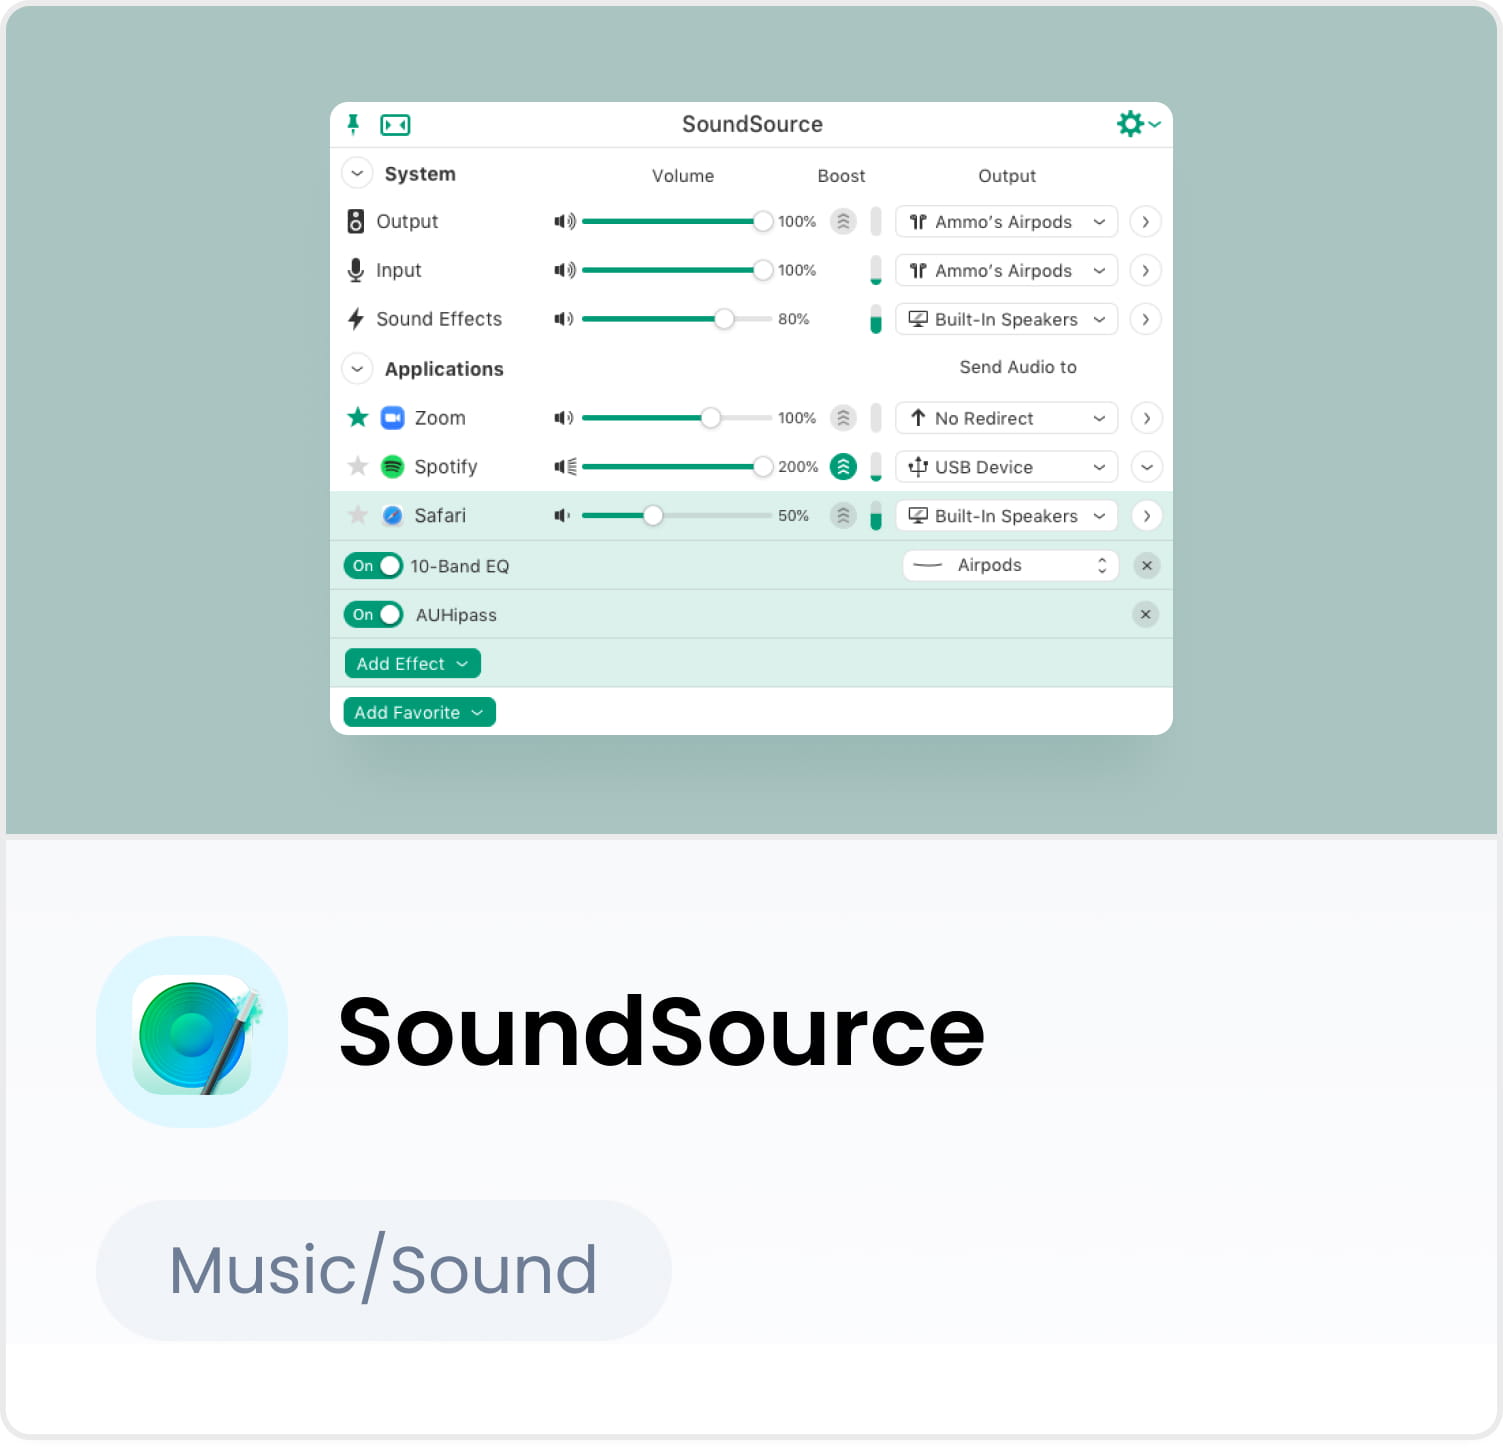 SoundSource
System Volume Boost Output
Output 100% Ammo's Airpods
Input 100% Ammo's Airpods
Sound Effects 80% Built-In Speakers
Applications Send Audio to
Zoom 100% No Redirect
Spotify 200% USB Device
Safari 50% Built-In Speakers
On 10-Band EQ Airpods
On AUHipass
Add Effect
Add Favorite
SoundSource
Music/Sound